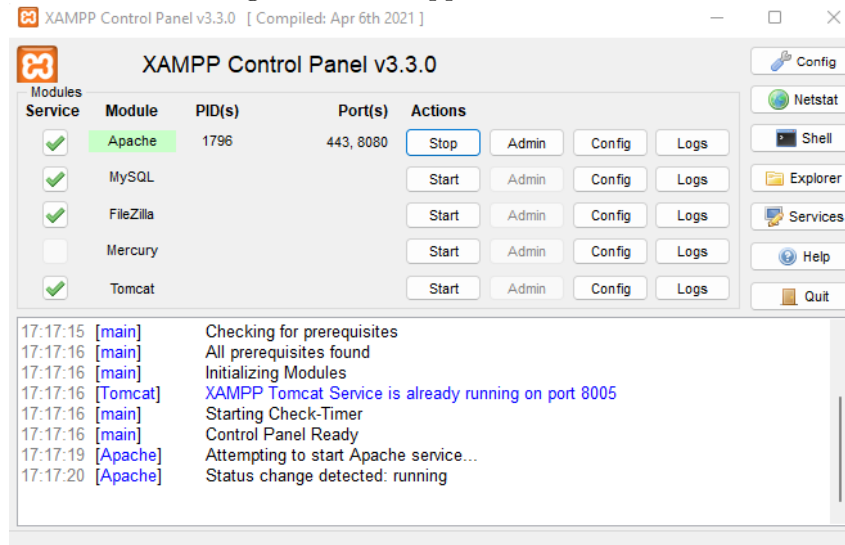 XAMPP Control Panel v3.3.0 [ Compiled: Apr 6th 2021 ]
XAMPP Control Panel v3.3.0
Config
Modules
Service Module PID(s) Port(s) Actions
Netstat
Apache 1796 443, 8080 Stop Admin Config Logs
Shell
MySQL Start Admin Config Logs
Explorer
FileZilla Start Admin Config Logs
Services
Mercury Start Admin Config Logs
Help
Tomcat Start Admin Config Logs
Quit
17:17:15 [main] Checking for prerequisites
17:17:16 [main] All prerequisites found
17:17:16 [main] Initializing Modules
17:17:16 [Tomcat] XAMPP Tomcat Service is already running on port 8005
17:17:16 [main] Starting Check-Timer
17:17:16 [main] Control Panel Ready
17:17:19 [Apache] Attempting to start Apache service...
17:17:20 [Apache] Status change detected: running